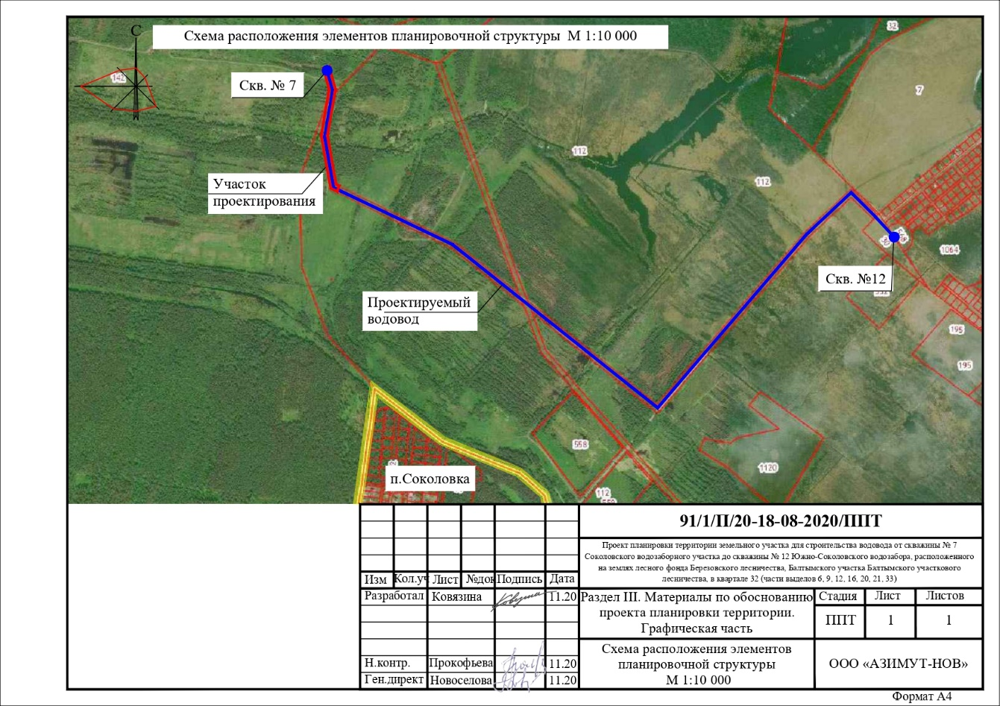 С
Схема расположения элементов планировочной структуры М 1:10 000
32
142
Скв. № 7
7
112
112
Участок
проектирования
1064
Скв. №12
Проектируемый
водовод
195
195
558
1120
п.Соколовка
112
91/1/П/20-18-08-2020/ППТ
Проект планировки территории земельного участка для строительства водовода от скважины № 7
Соколовского водозаборного участка до скважины № 12 Южно-Соколовского водозабора, расположенного
на землях лесного фонда Березовского лесничества, Балтымского участка Балтымского участкового
лесничества, в квартале 32 (части выделов 6, 9, 12, 16, 20, 21, 33)
Изм Кол.уч Лист №док Подпись Дата
Разработал Ковязина 11.20
Раздел III. Материалы по обоснованию
проекта планировки территории.
Графическая часть
Стадия Лист Листов
ППТ 1 1
Н.контр. Прокофьева 11.20
Ген.директ Новоселова 11.20
Схема расположения элементов
планировочной структуры
М 1:10 000
ООО «АЗИМУТ-НОВ»
Формат А4